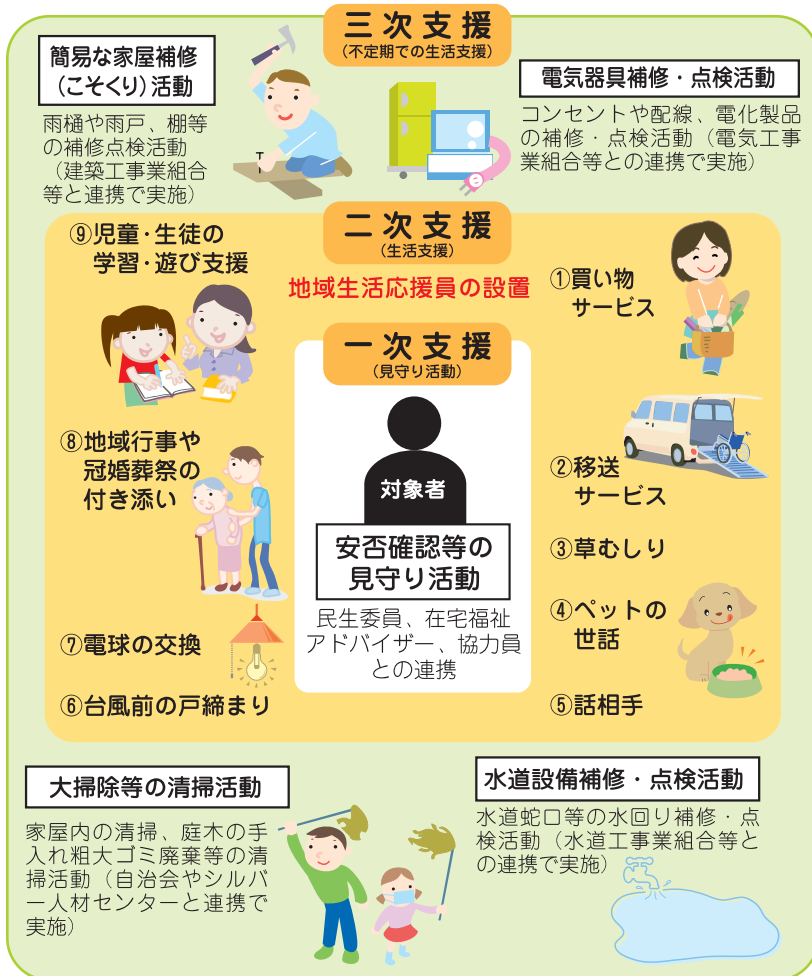 三次支援
(不定期での生活支援)
簡易な家屋補修
(こそくり)活動
雨樋や雨戸、棚等
の補修点検活動
(建築工事業組合
等と連携で実施)
電気器具補修・点検活動
コンセントや配線、電化製品
の補修・点検活動(電気工事
業組合等との連携で実施)
二次支援
(生活支援)
地域生活応援員の設置
①買い物
サービス
②移送
サービス
③草むしり
④ペットの
世話
⑤話相手
⑥台風前の戸締まり
⑦電球の交換
⑧地域行事や
冠婚葬祭の
付き添い
⑨児童・生徒の
学習・遊び支援
一次支援
(見守り活動)
対象者
安否確認等の
見守り活動
民生委員、在宅福祉
アドバイザー、協力員
との連携
大掃除等の清掃活動
家屋内の清掃、庭木の手
入れ粗大ゴミ廃棄等の清
掃活動(自治会やシルバ
ー人材センターと連携で
実施)
水道設備補修・点検活動
水道蛇口等の水回り補修・点
検活動(水道工事業組合等と
の連携で実施)